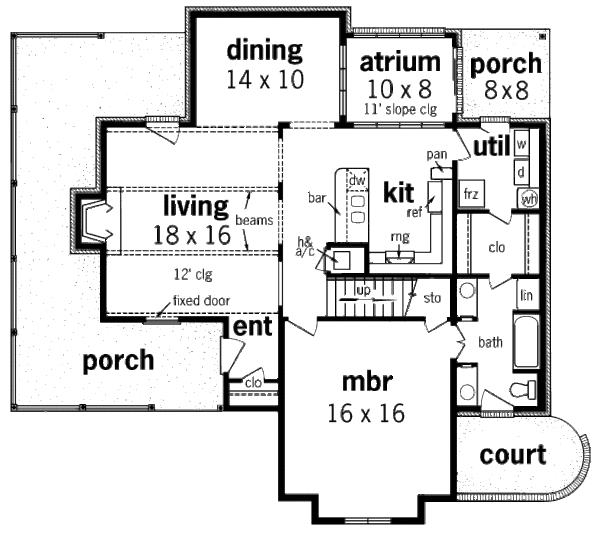 dining
14 x 10
atrium
10 x 8
11' slope clg
porch
8x8
util
w
d
wh
frz
pan
dw
kit
bar
ref
rng
living
18 x 16
beams
h&
a/c
clo
12' clg
fixed door
up
sto
lin
ent
porch
bath
clo
mbr
16 x 16
court